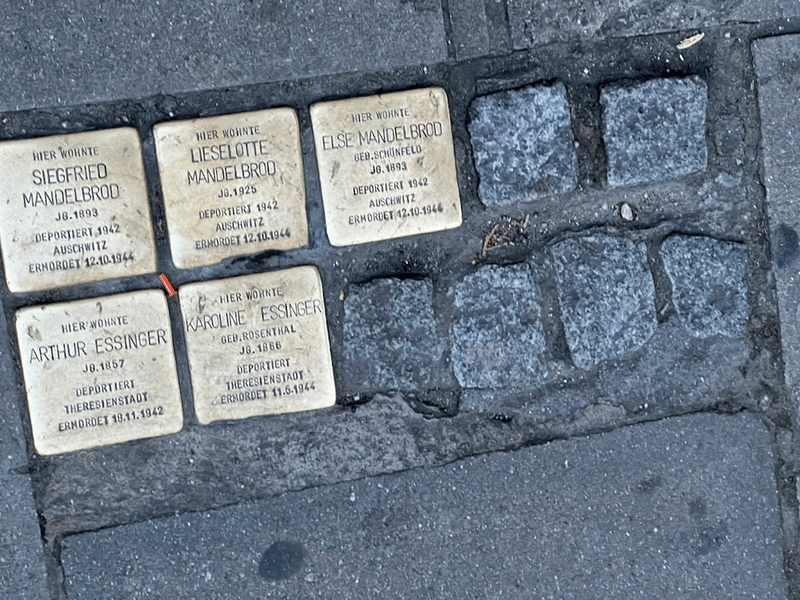 HIER WOHNTE
SIEGFRIED
MANDELBROD
JG.1893
DEPORTIERT 1942
AUSCHWITZ
ERMORDET 12.10.1944
HIER WOHNTE
LIESELOTTE
MANDELBROD
JG.1925
DEPORTIERT 1942
AUSCHWITZ
ERMORDET 12.10.1944
HIER WOHNTE
ELSE MANDELBROD
GEB.SCHÖNFELD
JG.1893
DEPORTIERT 1942
AUSCHWITZ
ERMORDET 12.10.1944
HIER WOHNTE
ARTHUR ESSINGER
JG.1857
DEPORTIERT
THERESIENSTADT
ERMORDET 18.11.1942
HIER WOHNTE
KAROLINE ESSINGER
GEB.ROSENTHAL
JG.1866
DEPORTIERT
THERESIENSTADT
ERMORDET 11.5.1944